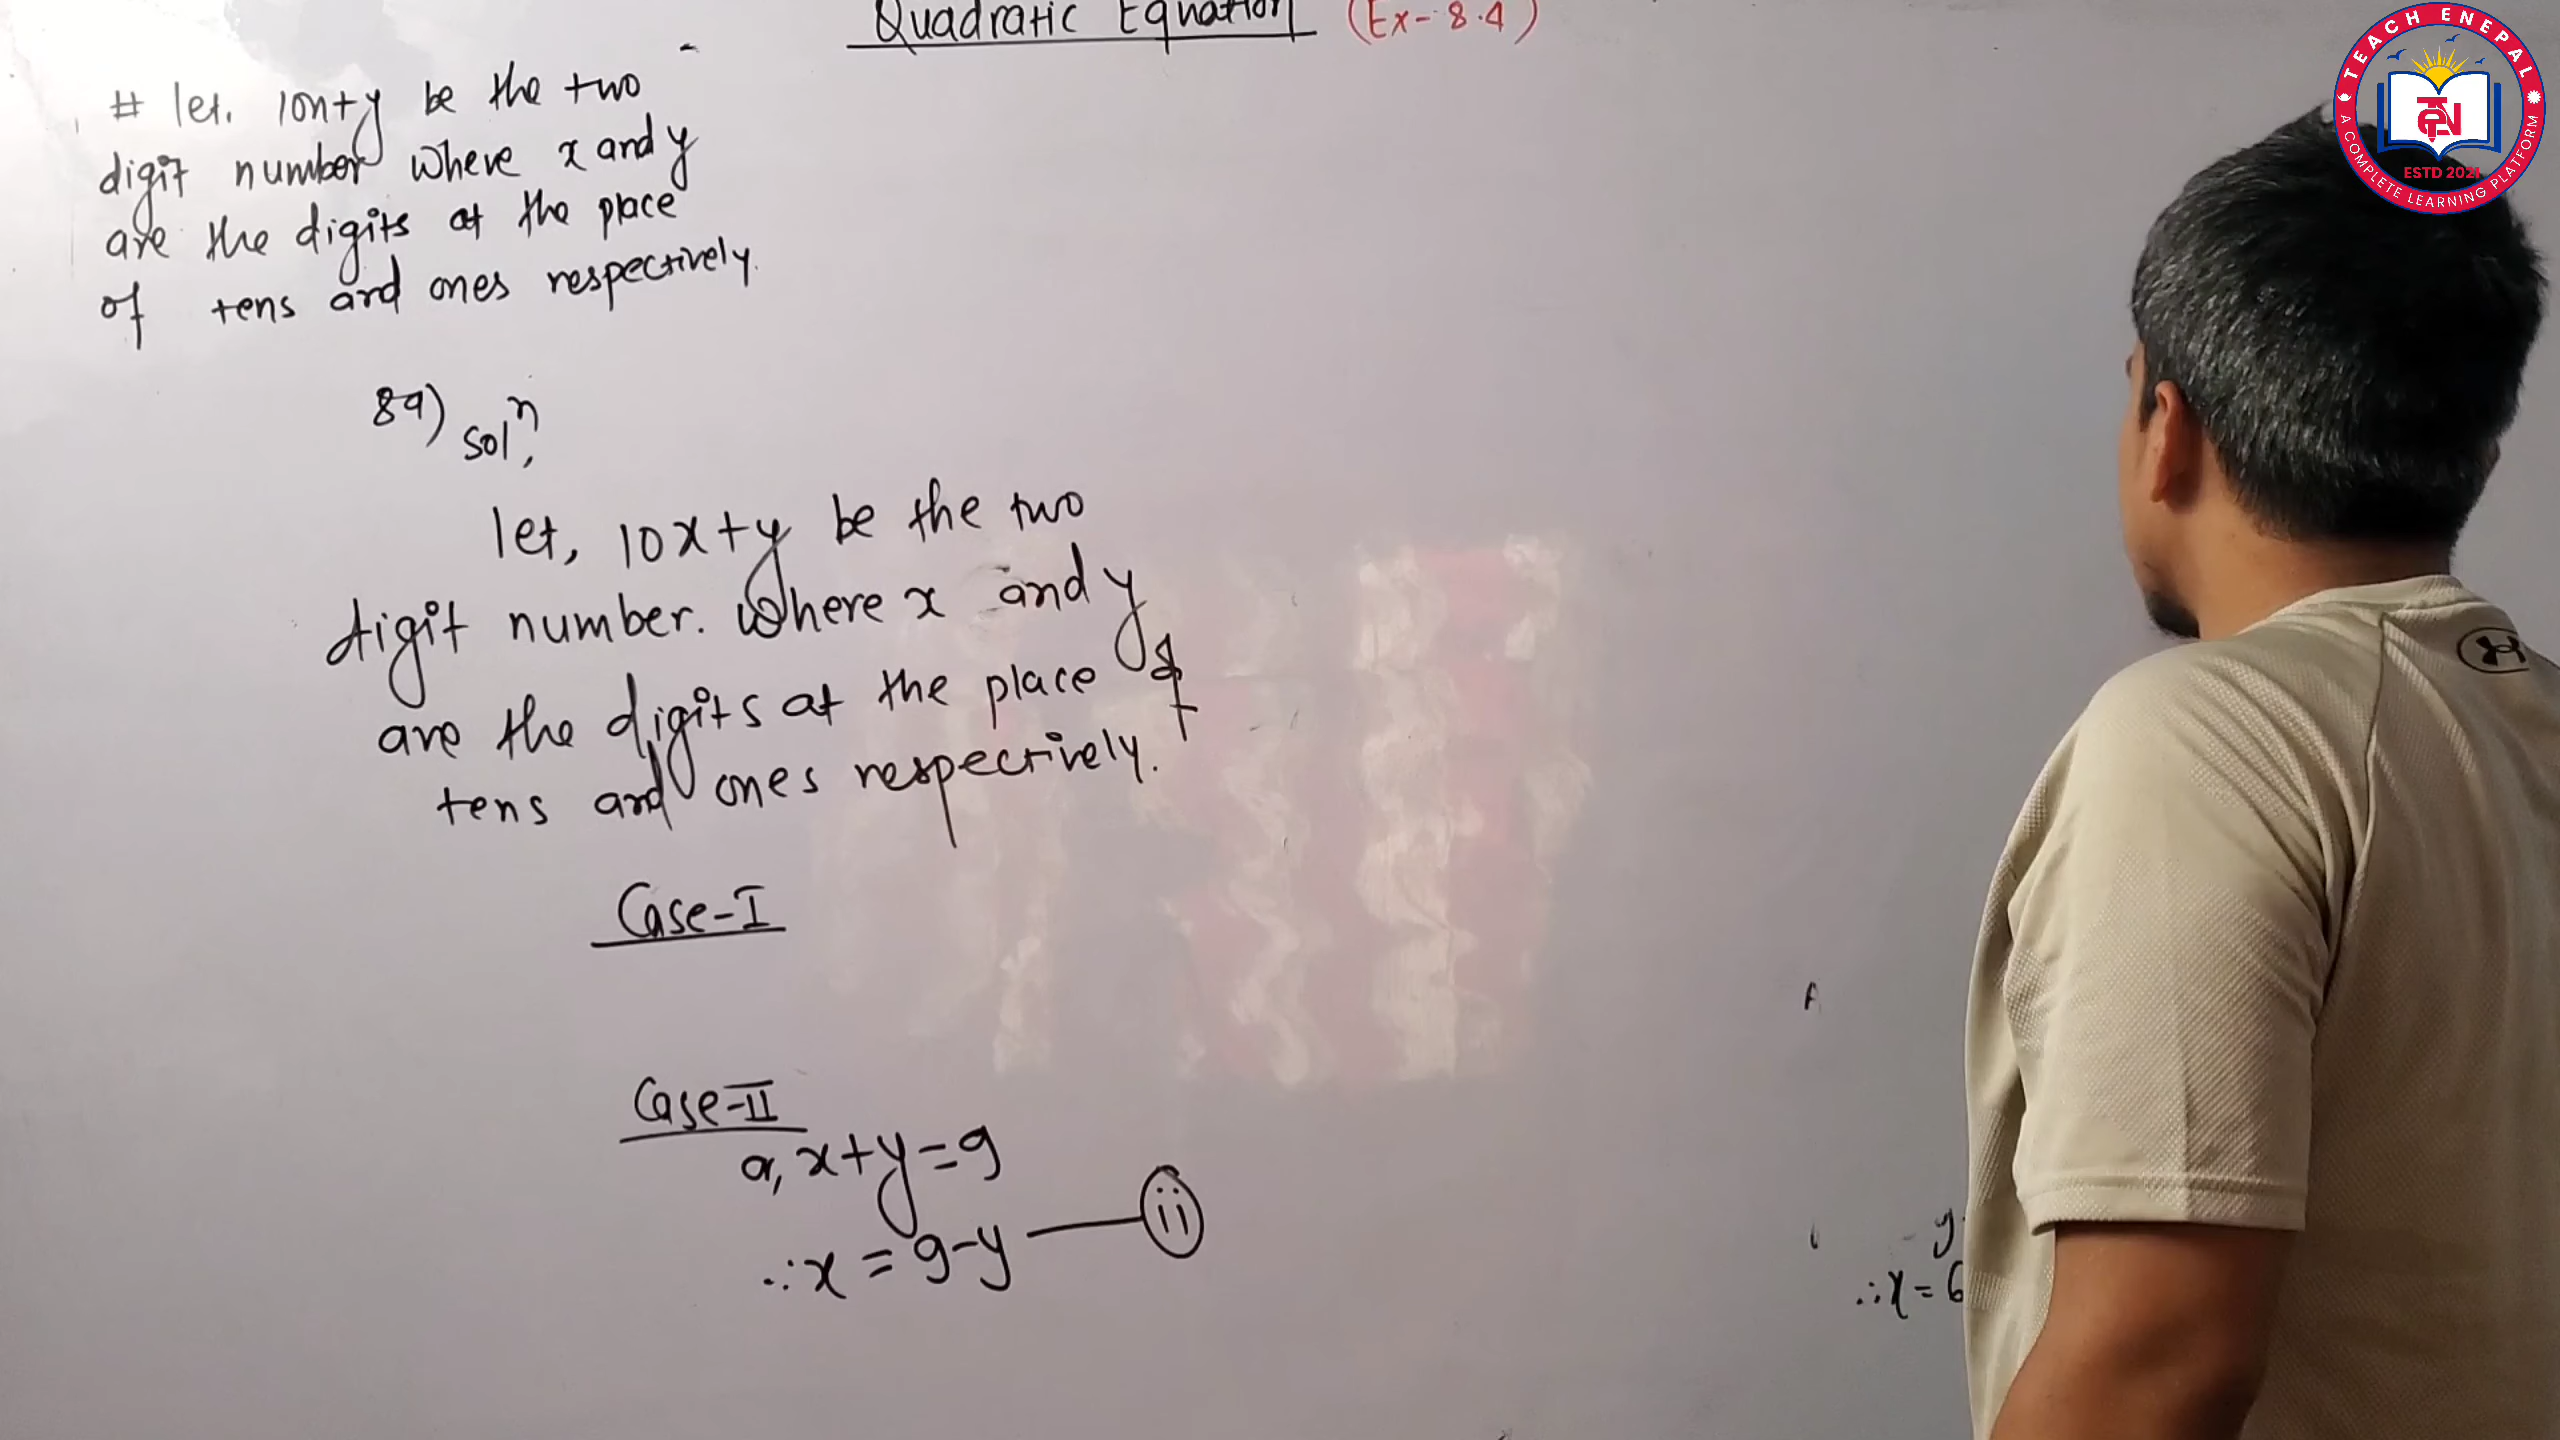 Quadratic Equation (Ex-8.4)
# let. 10x+y be the two
digit number where x and y
are the digits at the place
of tens and ones respectively.
8a) solⁿ,
let, 10x+y be the two
digit number. Where x and y
are the digits at the place of
tens and ones respectively.
Case-I
Case-II
or, x+y=9
∴x = 9-y — ii
y
∴x = 6
TEACH ENEPAL
TEN
ESTD 2021
A COMPLETE LEARNING PLATFORM